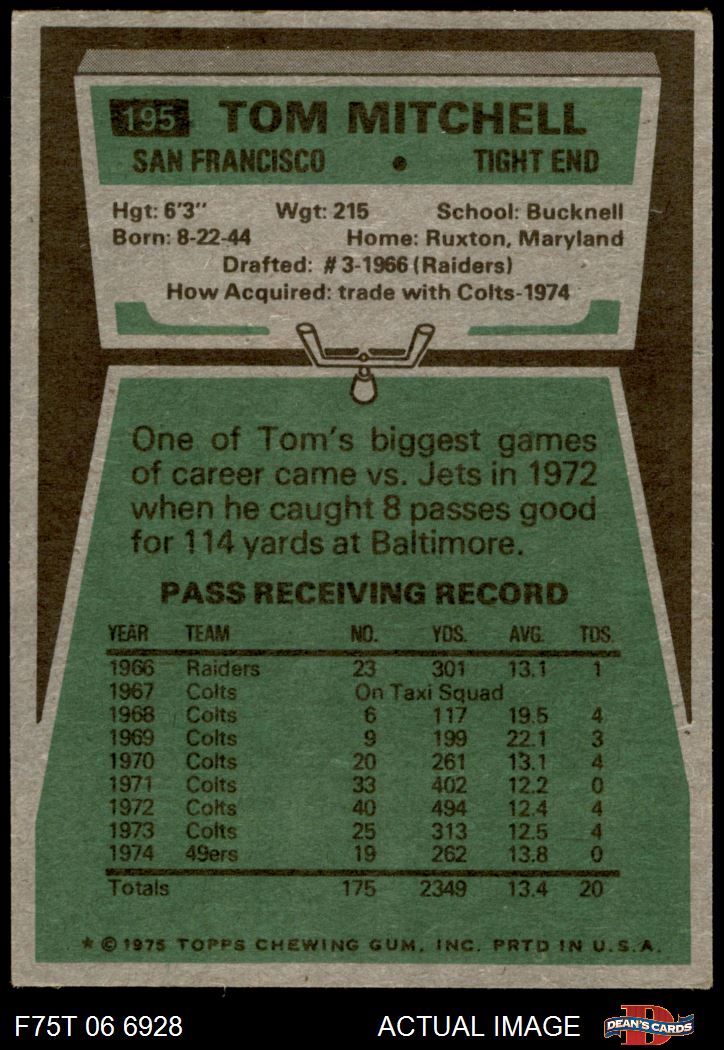 195 TOM MITCHELL
SAN FRANCISCO • TIGHT END
Hgt: 6'3" Wgt: 215 School: Bucknell
Born: 8-22-44 Home: Ruxton, Maryland
Drafted: #3-1966 (Raiders)
How Acquired: trade with Colts-1974
One of Tom's biggest games
of career came vs. Jets in 1972
when he caught 8 passes good
for 114 yards at Baltimore.
PASS RECEIVING RECORD
YEAR TEAM NO. YDS. AVG. TDS.
1966 Raiders 23 301 13.1 1
1967 Colts On Taxi Squad
1968 Colts 6 117 19.5 4
1969 Colts 9 199 22.1 3
1970 Colts 20 261 13.1 4
1971 Colts 33 402 12.2 0
1972 Colts 40 494 12.4 4
1973 Colts 25 313 12.5 4
1974 49ers 19 262 13.8 0
Totals 175 2349 13.4 20
★ © 1975 TOPPS CHEWING GUM, INC. PRTD IN U.S.A.
F75T 06 6928 ACTUAL IMAGE DEAN'S CARDS